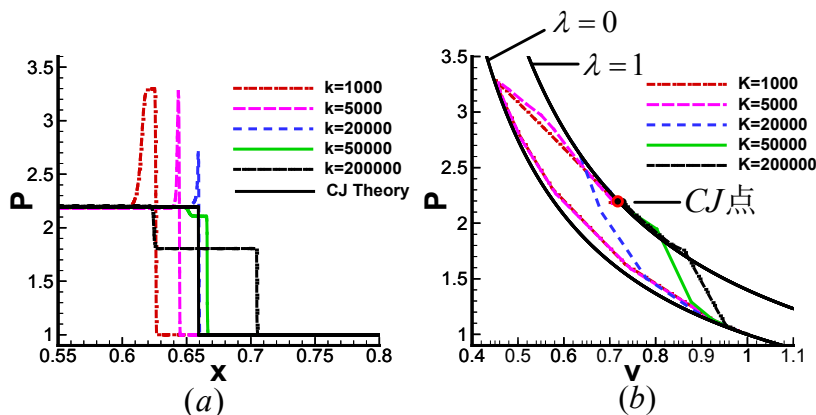 3.5
3
2.5
2
1.5
1
P
0.55
0.6
0.65
0.7
0.75
0.8
x
k=1000
k=5000
k=20000
k=50000
k=200000
CJ Theory
(a)
λ = 0
λ = 1
3.5
3
2.5
2
1.5
1
P
0.4
0.5
0.6
0.7
0.8
0.9
1
1.1
v
K=1000
K=5000
K=20000
K=50000
K=200000
CJ点
(b)